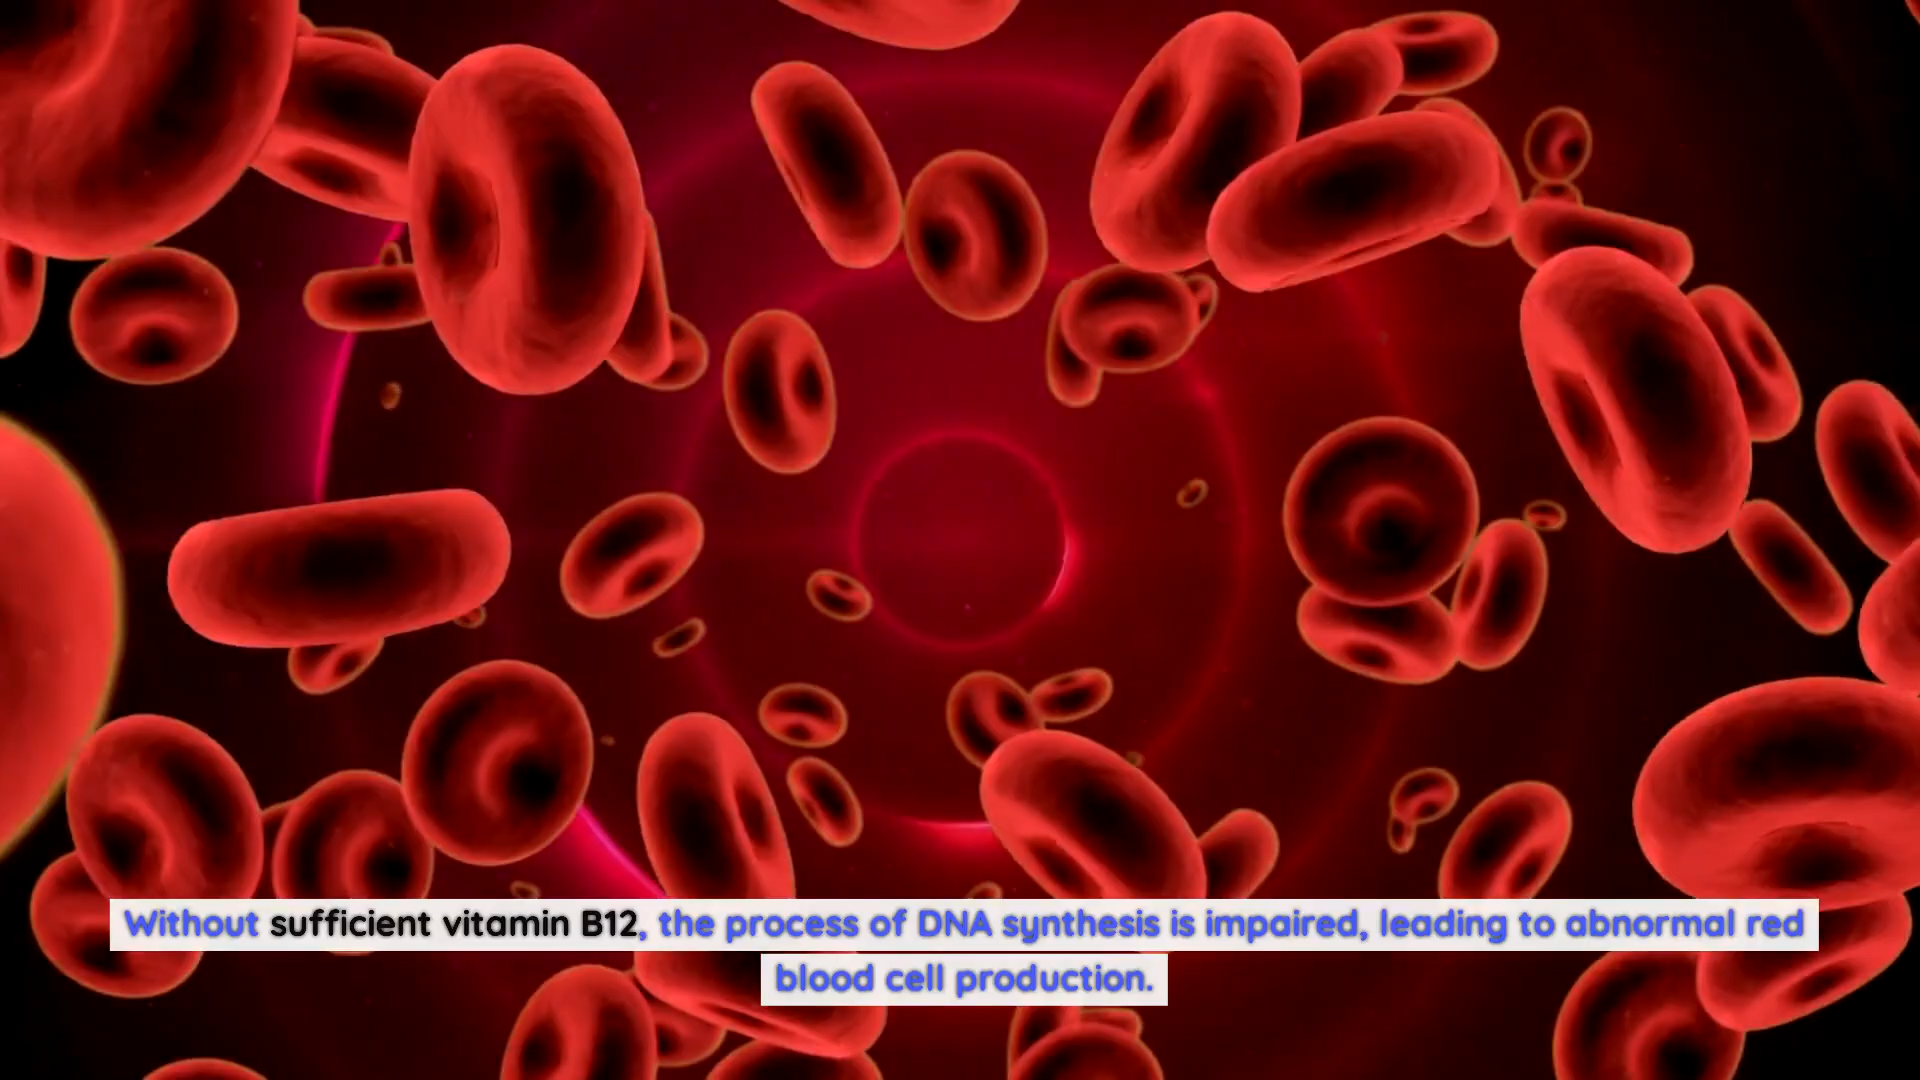 Without sufficient vitamin B12, the process of DNA synthesis is impaired, leading to abnormal red
blood cell production.